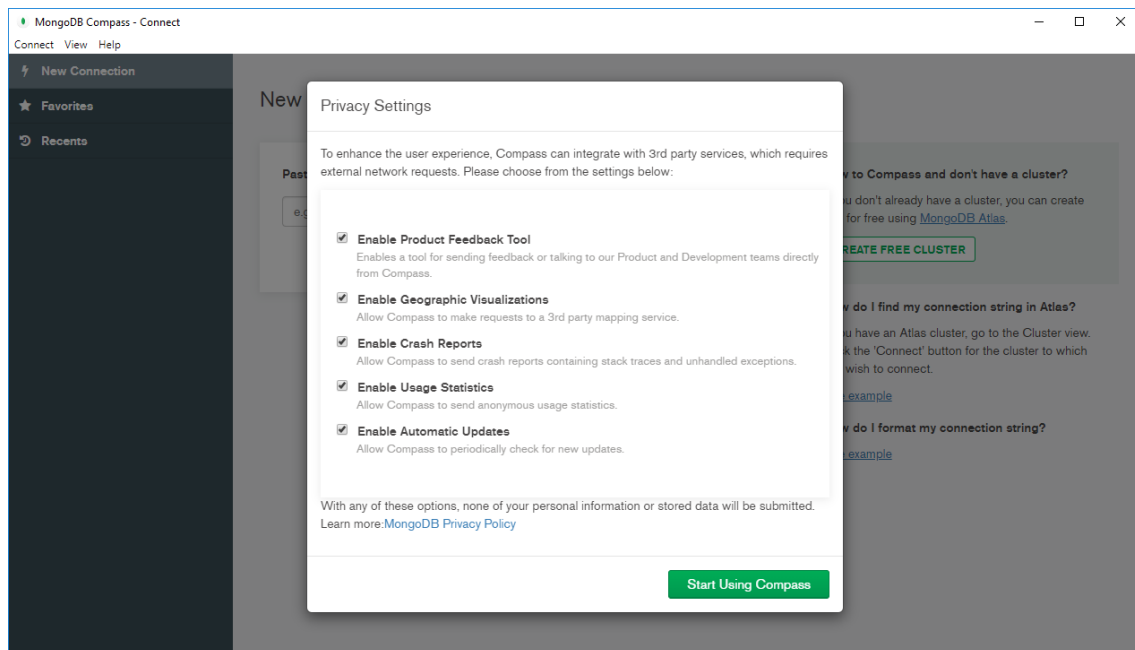 MongoDB Compass - Connect
Connect View Help
New Connection
Favorites
Recents
New
Past
e.g
Privacy Settings
To enhance the user experience, Compass can integrate with 3rd party services, which requires
external network requests. Please choose from the settings below:
Enable Product Feedback Tool
Enables a tool for sending feedback or talking to our Product and Development teams directly
from Compass.
Enable Geographic Visualizations
Allow Compass to make requests to a 3rd party mapping service.
Enable Crash Reports
Allow Compass to send crash reports containing stack traces and unhandled exceptions.
Enable Usage Statistics
Allow Compass to send anonymous usage statistics.
Enable Automatic Updates
Allow Compass to periodically check for new updates.
With any of these options, none of your personal information or stored data will be submitted.
Learn more:MongoDB Privacy Policy
Start Using Compass
to Compass and don't have a cluster?
don't already have a cluster, you can create
for free using MongoDB Atlas.
REATE FREE CLUSTER
do I find my connection string in Atlas?
have an Atlas cluster, go to the Cluster view.
the 'Connect' button for the cluster to which
wish to connect.
example
do I format my connection string?
example